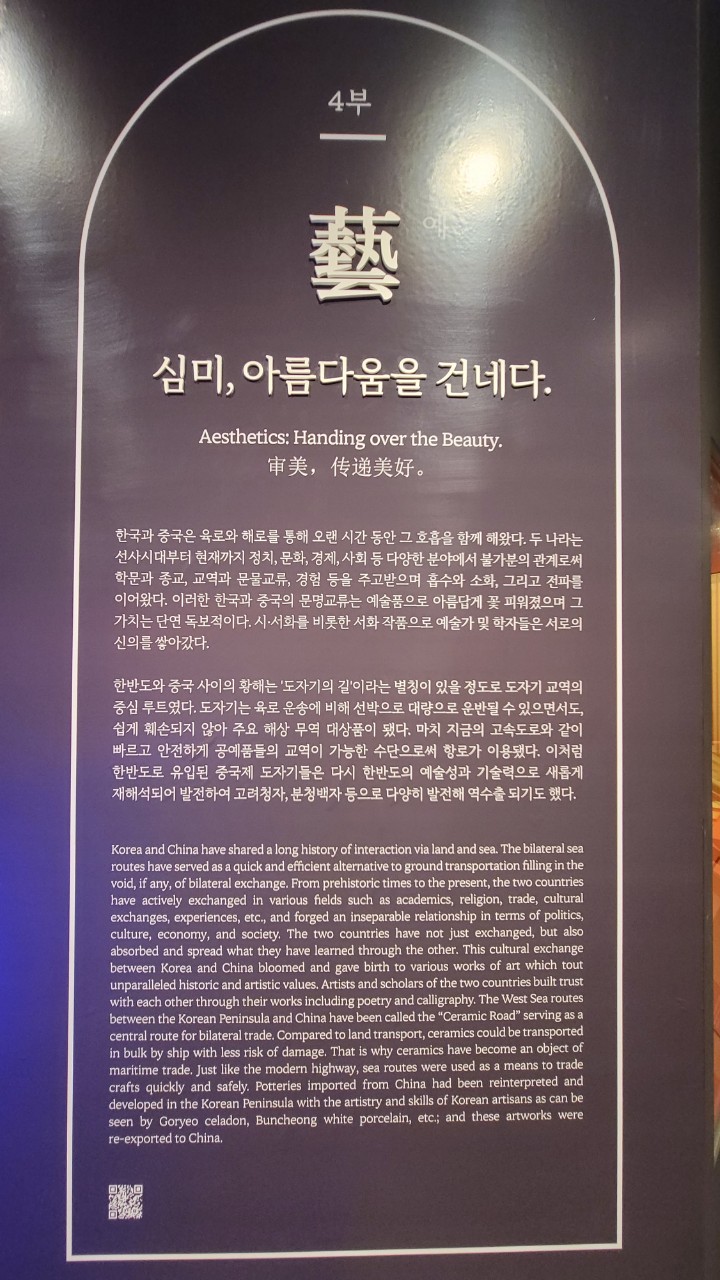 4부
藝 예
심미, 아름다움을 건네다.
Aesthetics: Handing over the Beauty.
审美，传递美好。
한국과 중국은 육로와 해로를 통해 오랜 시간 동안 그 호흡을 함께 해왔다. 두 나라는
선사시대부터 현재까지 정치, 문화, 경제, 사회 등 다양한 분야에서 불가분의 관계로써
학문과 종교, 교역과 문물교류, 경험 등을 주고받으며 흡수와 소화, 그리고 전파를
이어왔다. 이러한 한국과 중국의 문명교류는 예술품으로 아름답게 꽃 피워졌으며 그
가치는 단연 독보적이다. 시·서화를 비롯한 서화 작품으로 예술가 및 학자들은 서로의
신의를 쌓아갔다.
한반도와 중국 사이의 황해는 '도자기의 길'이라는 별칭이 있을 정도로 도자기 교역의
중심 루트였다. 도자기는 육로 운송에 비해 선박으로 대량으로 운반될 수 있으면서도,
쉽게 훼손되지 않아 주요 해상 무역 대상품이 됐다. 마치 지금의 고속도로와 같이
빠르고 안전하게 공예품들의 교역이 가능한 수단으로써 항로가 이용됐다. 이처럼
한반도로 유입된 중국제 도자기들은 다시 한반도의 예술성과 기술력으로 새롭게
재해석되어 발전하여 고려청자, 분청백자 등으로 다양히 발전해 역수출 되기도 했다.
Korea and China have shared a long history of interaction via land and sea. The bilateral sea
routes have served as a quick and efficient alternative to ground transportation filling in the
void, if any, of bilateral exchange. From prehistoric times to the present, the two countries
have actively exchanged in various fields such as academics, religion, trade, cultural
exchanges, experiences, etc., and forged an inseparable relationship in terms of politics,
culture, economy, and society. The two countries have not just exchanged, but also
absorbed and spread what they have learned through the other. This cultural exchange
between Korea and China bloomed and gave birth to various works of art which tout
unparalleled historic and artistic values. Artists and scholars of the two countries built trust
with each other through their works including poetry and calligraphy. The West Sea routes
between the Korean Peninsula and China have been called the “Ceramic Road” serving as a
central route for bilateral trade. Compared to land transport, ceramics could be transported
in bulk by ship with less risk of damage. That is why ceramics have become an object of
maritime trade. Just like the modern highway, sea routes were used as a means to trade
crafts quickly and safely. Potteries imported from China had been reinterpreted and
developed in the Korean Peninsula with the artistry and skills of Korean artisans as can be
seen by Goryeo celadon, Buncheong white porcelain, etc.; and these artworks were
re-exported to China.